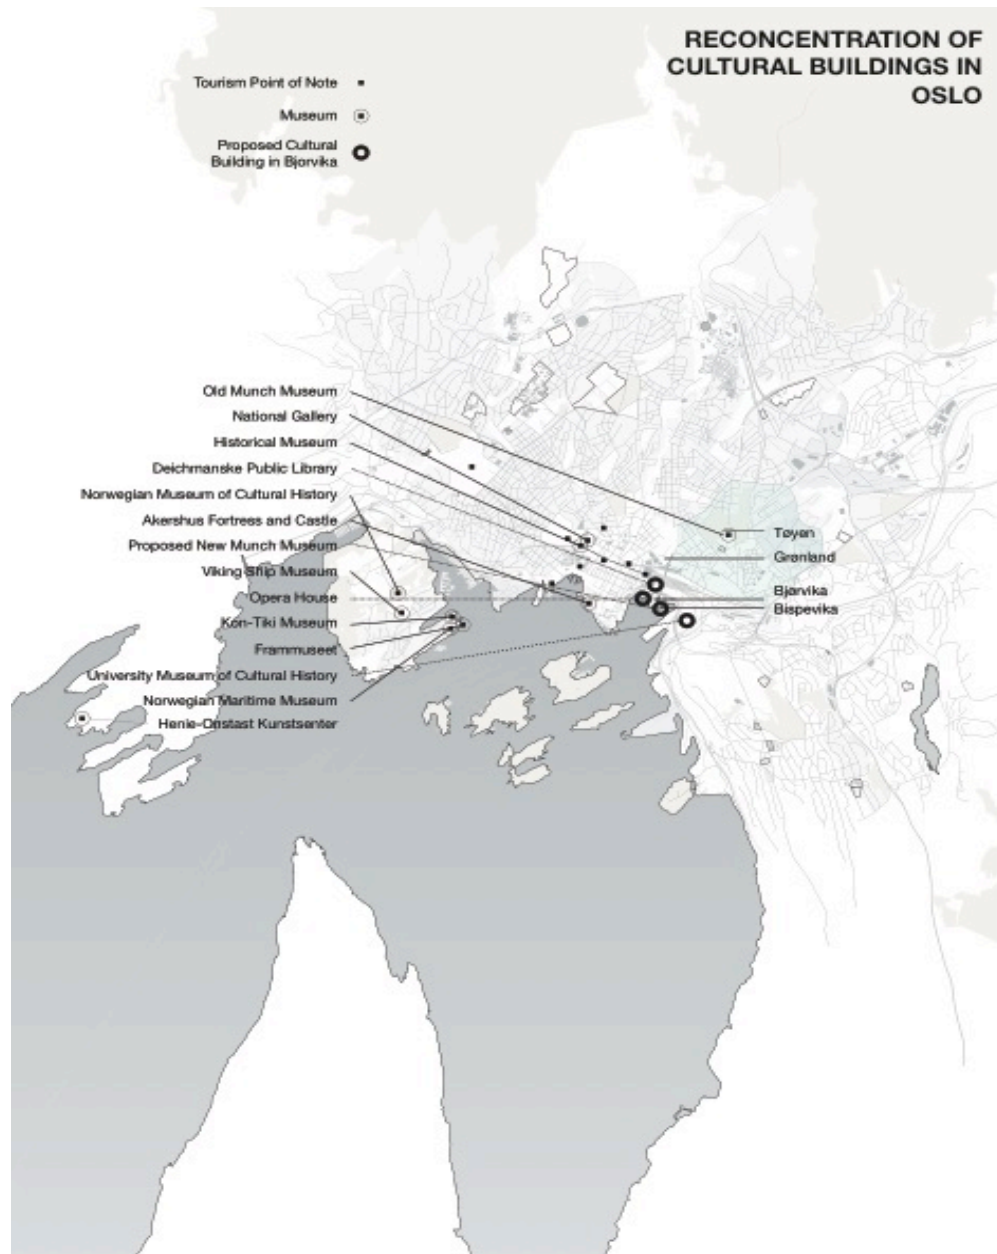 RECONCENTRATION OF
CULTURAL BUILDINGS IN
OSLO
Tourism Point of Note
Museum
Proposed Cultural
Building in Bjorvika
Old Munch Museum
National Gallery
Historical Museum
Deichmanske Public Library
Norwegian Museum of Cultural History
Akershus Fortress and Castle
Proposed New Munch Museum
Viking Ship Museum
Opera House
Kon-Tiki Museum
Frammuseet
University Museum of Cultural History
Norwegian Maritime Museum
Henie-Onstast Kunstsenter
Tøyen
Grønland
Bjørvika
Bispevika